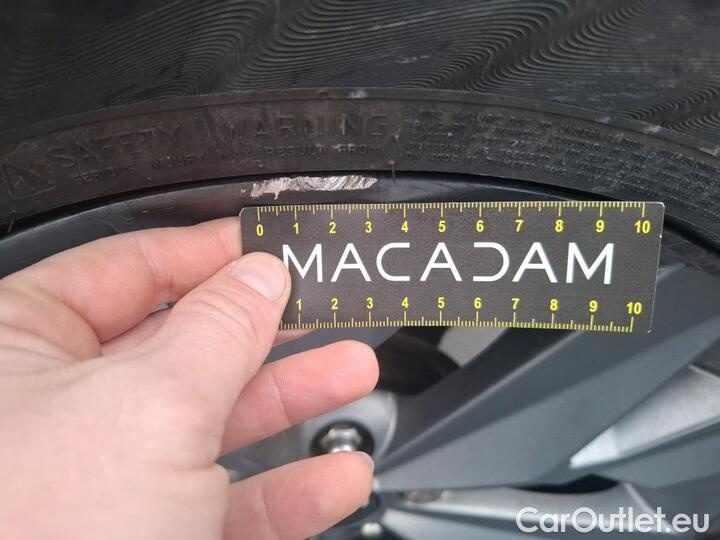 SAFETY WARNING
SERIOUS INJURY MAY RESULT FROM
0 1 2 3 4 5 6 7 8 9 10
MACADAM
1 2 3 4 5 6 7 8 9 10
CarOutlet.eu